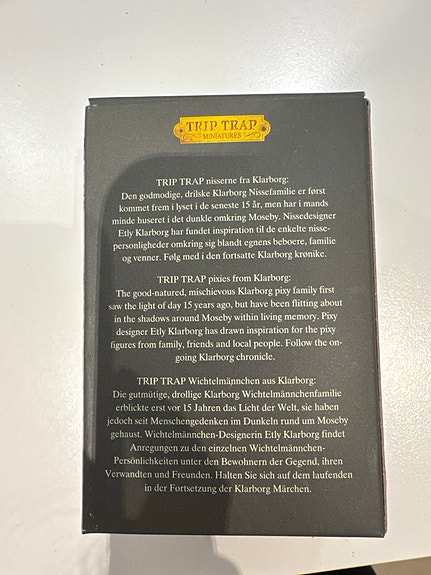 TRIP TRAP
MINIATURES
TRIP TRAP nisserne fra Klarborg:
Den godmodige, drilske Klarborg Nissefamilie er først
kommet frem i lyset i de seneste 15 år, men har i mands
minde huseret i det dunkle omkring Moseby. Nissedesigner
Etly Klarborg har fundet inspiration til de enkelte nisse-
personligheder omkring sig blandt egnens beboere, familie
og venner. Følg med i den fortsatte Klarborg krønike.
TRIP TRAP pixies from Klarborg:
The good-natured, mischievous Klarborg pixy family first
saw the light of day 15 years ago, but have been flitting about
in the shadows around Moseby within living memory. Pixy
designer Etly Klarborg has drawn inspiration for the pixy
figures from family, friends and local people. Follow the on-
going Klarborg chronicle.
TRIP TRAP Wichtelmännchen aus Klarborg:
Die gutmütige, drollige Klarborg Wichtelmännchenfamilie
erblickte erst vor 15 Jahren das Licht der Welt, sie haben
jedoch seit Menschengedenken im Dunkeln rund um Moseby
gehaust. Wichtelmännchen-Designerin Etly Klarborg findet
Anregungen zu den einzelnen Wichtelmännchen-
Persönlichkeiten unter den Bewohnern der Gegend, ihren
Verwandten und Freunden. Halten Sie sich auf dem laufenden
in der Fortsetzung der Klarborg Märchen.